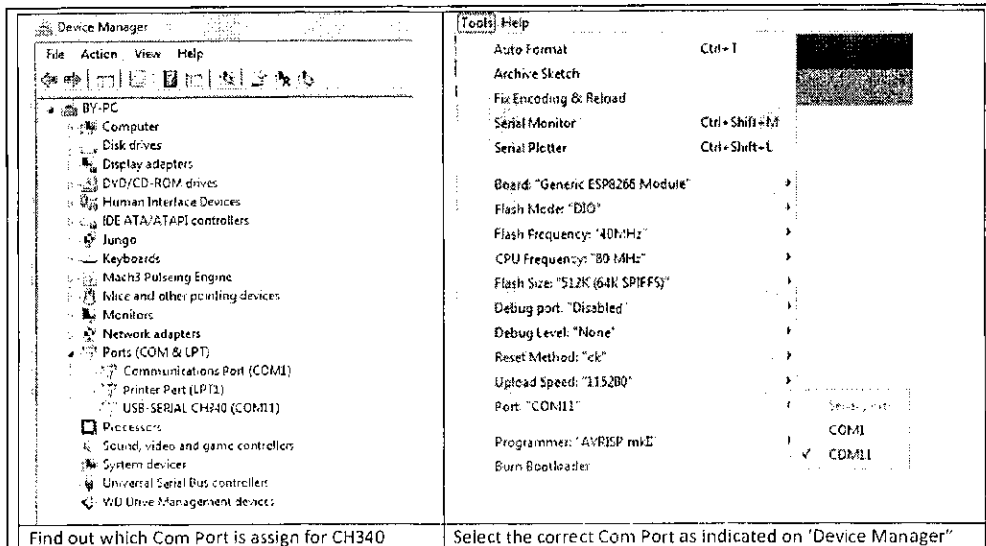 Device Manager
File Action View Help
BY-PC
Computer
Disk drives
Display adapters
DVD/CD-ROM drives
Human Interface Devices
IDE ATA/ATAPI controllers
Jungo
Keyboards
Mach3 Pulseing Engine
Mice and other pointing devices
Monitors
Network adapters
Ports (COM & LPT)
Communications Port (COM1)
Printer Port (LPT1)
USB-SERIAL CH340 (COM11)
Processors
Sound, video and game controllers
System devices
Universal Serial Bus controllers
WD Drive Management devices
Find out which Com Port is assign for CH340
Tools Help
Auto Format Ctrl+T
Archive Sketch
Fix Encoding & Reload
Serial Monitor Ctrl+Shift+M
Serial Plotter Ctrl+Shift+L
Board: "Generic ESP8266 Module"
Flash Mode: "DIO"
Flash Frequency: "40MHz"
CPU Frequency: "80 MHz"
Flash Size: "512K (64K SPIFFS)"
Debug port: "Disabled"
Debug Level: "None"
Reset Method: "ck"
Upload Speed: "115200"
Port: "COM11"
Serial ports
COM1
✓ COM11
Programmer: "AVRISP mkII"
Burn Bootloader
Select the correct Com Port as indicated on 'Device Manager"